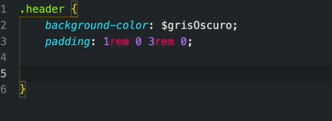 1 .header {
2 background-color: $grisOscuro;
3 padding: 1rem 0 3rem 0;
4
5
6 }